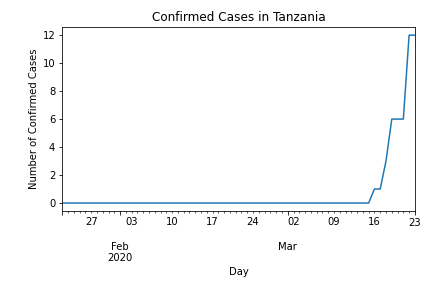 Confirmed Cases in Tanzania
Number of Confirmed Cases
12
10
8
6
4
2
0
27 03 10 17 24 02 09 16 23
Feb Mar
2020
Day